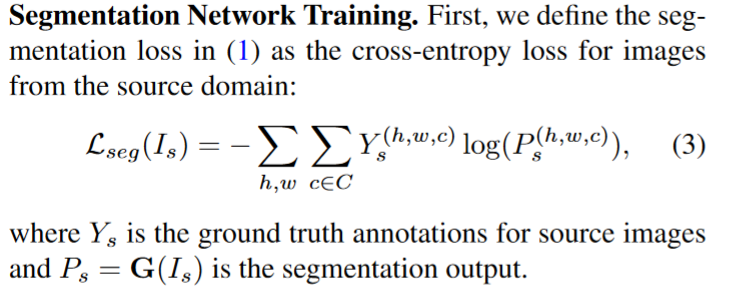 Segmentation Network Training. First, we define the seg-
mentation loss in (1) as the cross-entropy loss for images
from the source domain:
$\mathcal{L}_{seg}(I_s) = -\sum_{h,w} \sum_{c \in C} Y_s^{(h,w,c)} \log(P_s^{(h,w,c)}),$ (3)
where $Y_s$ is the ground truth annotations for source images
and $P_s = \mathbf{G}(I_s)$ is the segmentation output.